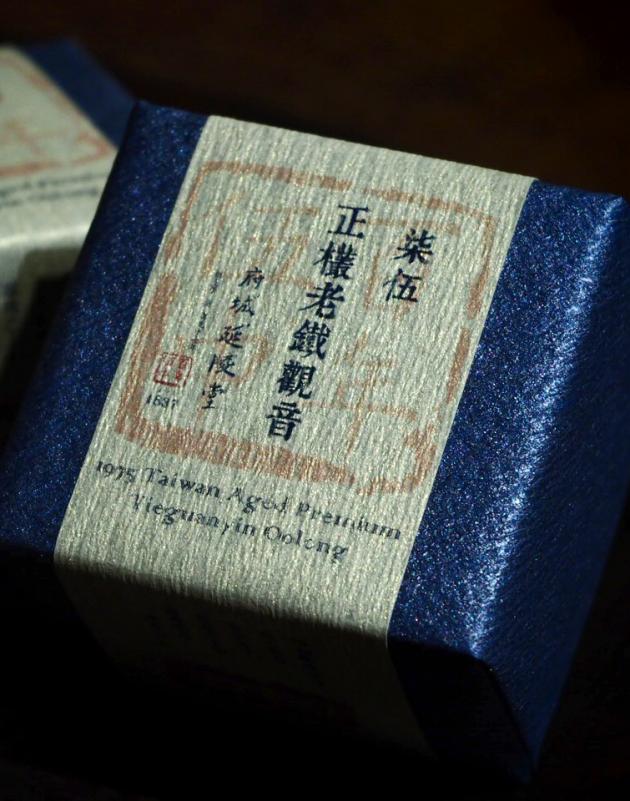 柒伍
正欉老鐵觀音
府城延陵堂
1637
1975 Taiwan Aged Premium
Tieguanyin Oolong